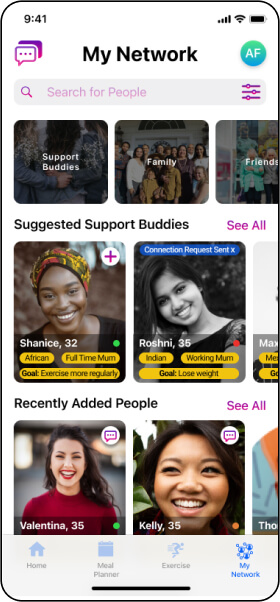 9:41
My Network
AF
Search for People
Support
Buddies
Family
Friends
Suggested Support Buddies
See All
Connection Request Sent x
Shanice, 32
Roshni, 35
African
Full Time Mum
Indian
Working Mum
Goal: Exercise more regularly
Goal: Lose weight
Recently Added People
See All
Valentina, 35
Kelly, 35
Home
Meal
Planner
Exercise
My
Network